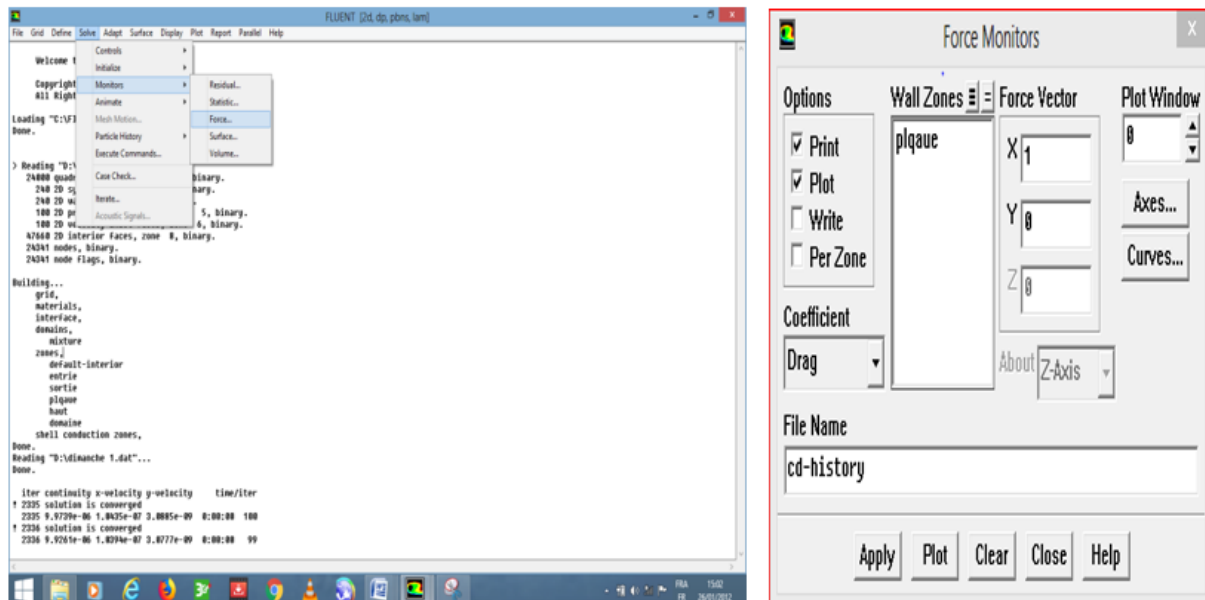 FLUENT [2d, dp, pbns, lam]
File Grid Define Solve Adapt Surface Display Plot Report Parallel Help
Controls
Initialize
Monitors
Animate
Mesh Motion...
Particle History
Execute Commands...
Case Check...
Iterate...
Acoustic Signals...
Residual...
Statistic...
Force...
Surface...
Volume...
Welcome
Copyright
All Right
Loading "C:\Fl
Done.
> Reading "D:\
24000 quadr binary.
240 2D sy nary.
240 2D wa
100 2D pr 5, binary.
100 2D ve 6, binary.
47660 2D interior faces, zone 8, binary.
24341 nodes, binary.
24341 node flags, binary.
Building...
grid,
materials,
interface,
domains,
mixture
zones,
default-interior
entrie
sortie
plqaue
haut
domaine
shell conduction zones,
Done.
Reading "D:\dimanche 1.dat"...
Done.
iter continuity x-velocity y-velocity time/iter
! 2335 solution is converged
2335 9.9739e-06 1.0435e-07 3.0885e-09 0:00:00 100
! 2336 solution is converged
2336 9.9261e-06 1.0394e-07 3.0777e-09 0:00:00 99
FRA 15:02
FR 26/01/2012
Force Monitors
X
Options
Print
Plot
Write
Per Zone
Coefficient
Drag
Wall Zones
plqaue
Force Vector
X 1
Y 0
Z 0
About Z-Axis
Plot Window
0
Axes...
Curves...
File Name
cd-history
Apply Plot Clear Close Help